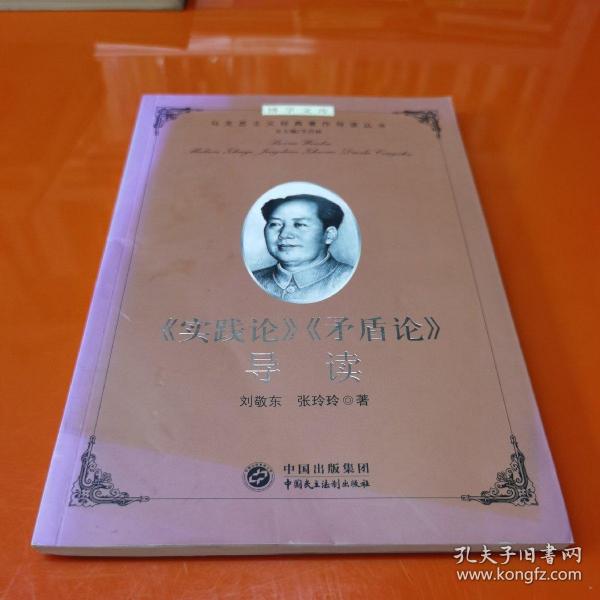 博学文库
马克思主义经典著作导读丛书
《实践论》《矛盾论》
导 读
刘敬东 张玲玲◎著
中国出版集团
中国民主法制出版社
孔夫子旧书网
www.kongfz.com